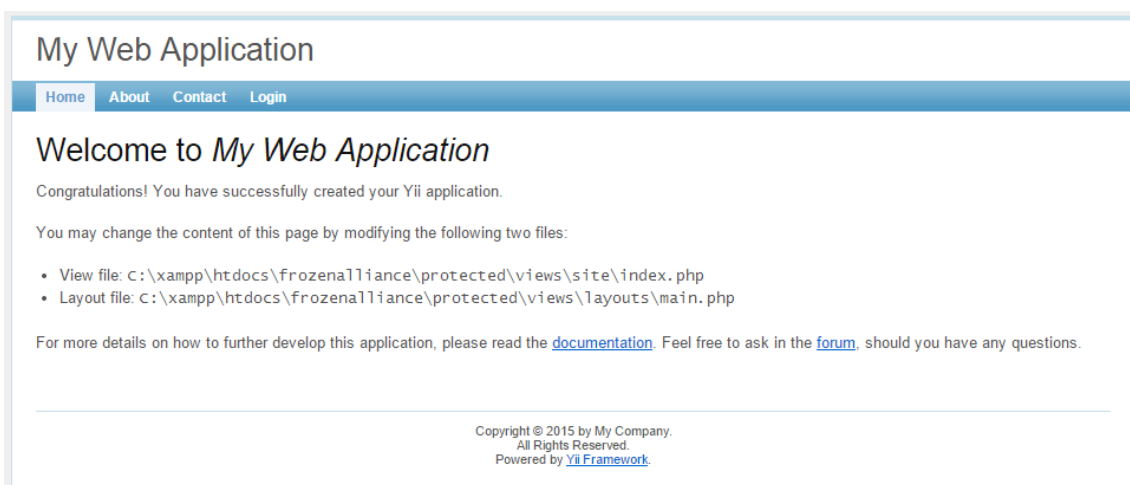 My Web Application
Home About Contact Login
Welcome to My Web Application
Congratulations! You have successfully created your Yii application.
You may change the content of this page by modifying the following two files:
• View file: C:\xampp\htdocs\frozenalliance\protected\views\site\index.php
• Layout file: C:\xampp\htdocs\frozenalliance\protected\views\layouts\main.php
For more details on how to further develop this application, please read the documentation. Feel free to ask in the forum, should you have any questions.
Copyright © 2015 by My Company.
All Rights Reserved.
Powered by Yii Framework.